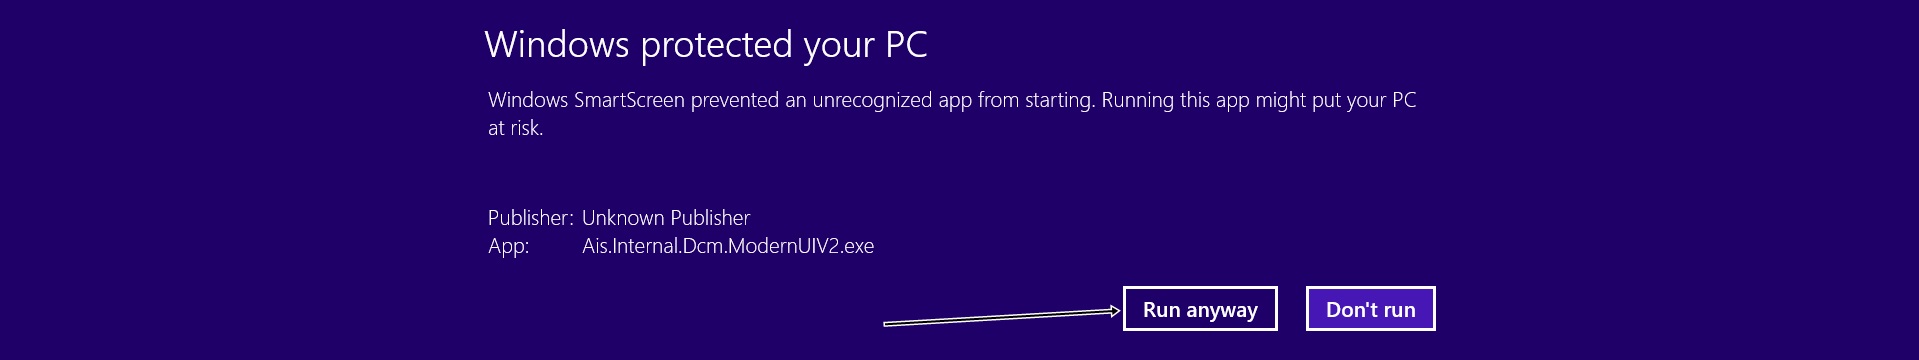 Windows protected your PC
Windows SmartScreen prevented an unrecognized app from starting. Running this app might put your PC
at risk.
Publisher: Unknown Publisher
App: Ais.Internal.Dcm.ModernUIV2.exe
Run anyway Don't run